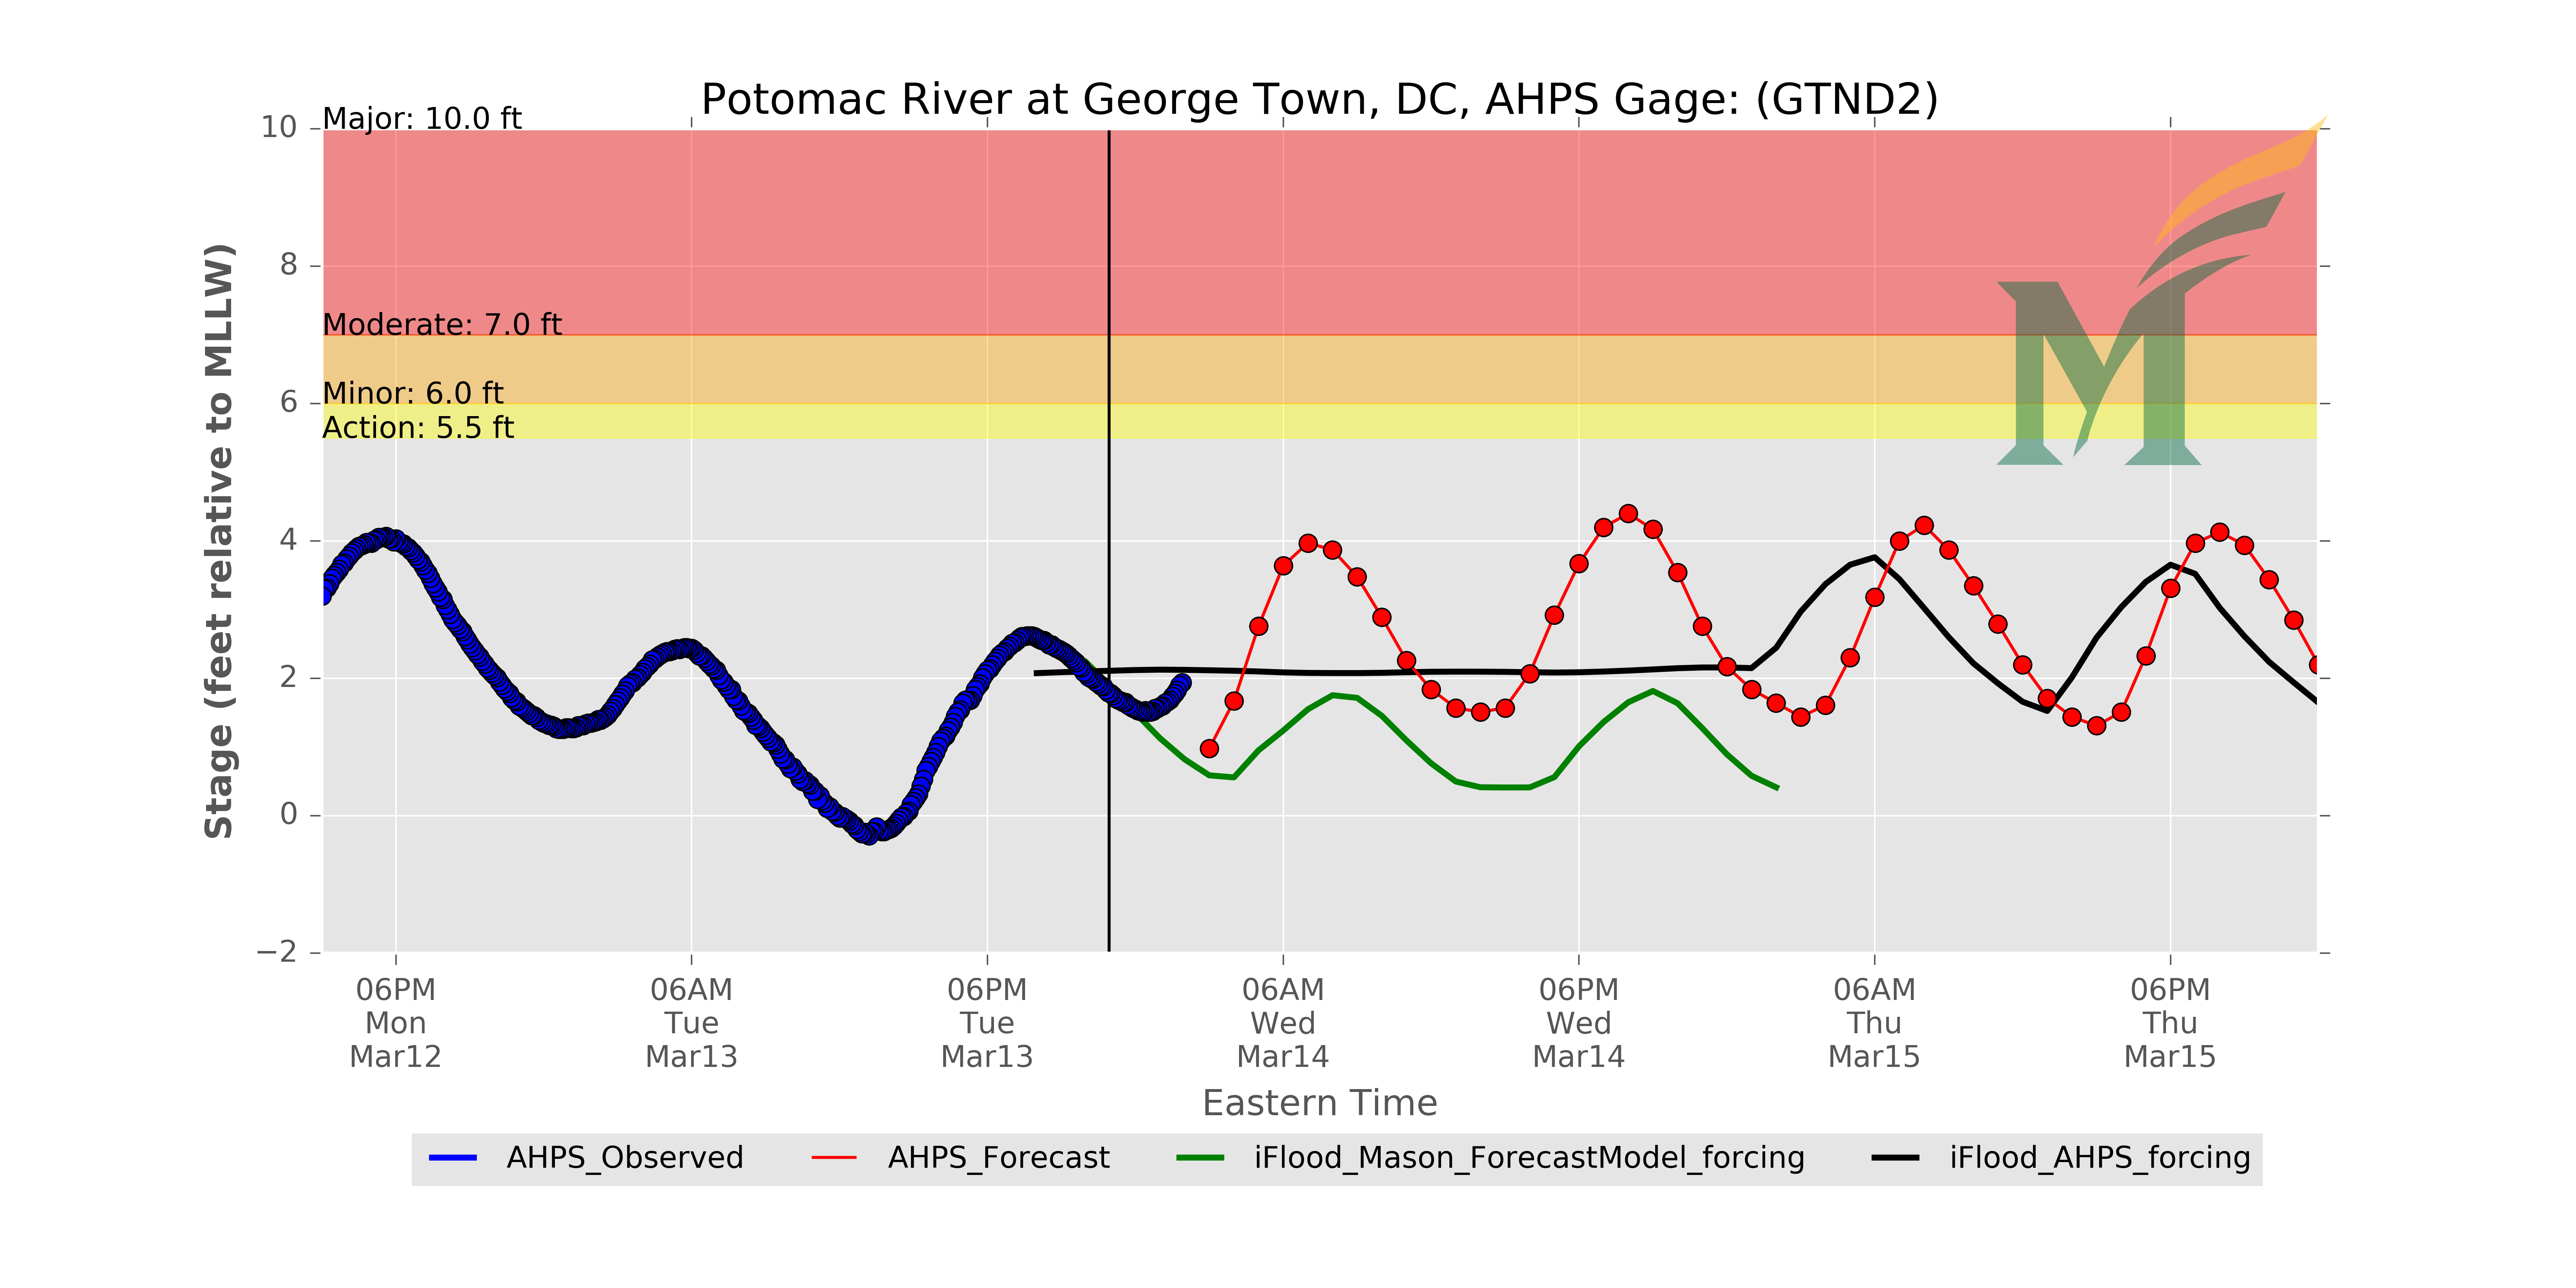 Potomac River at George Town, DC, AHPS Gage: (GTND2)
Major: 10.0 ft
Moderate: 7.0 ft
Minor: 6.0 ft
Action: 5.5 ft
Stage (feet relative to MLLW)
10
8
6
4
2
0
−2
06PM 06AM 06PM 06AM 06PM 06AM 06PM
Mon Tue Tue Wed Wed Thu Thu
Mar12 Mar13 Mar13 Mar14 Mar14 Mar15 Mar15
Eastern Time
AHPS_Observed AHPS_Forecast iFlood_Mason_ForecastModel_forcing iFlood_AHPS_forcing